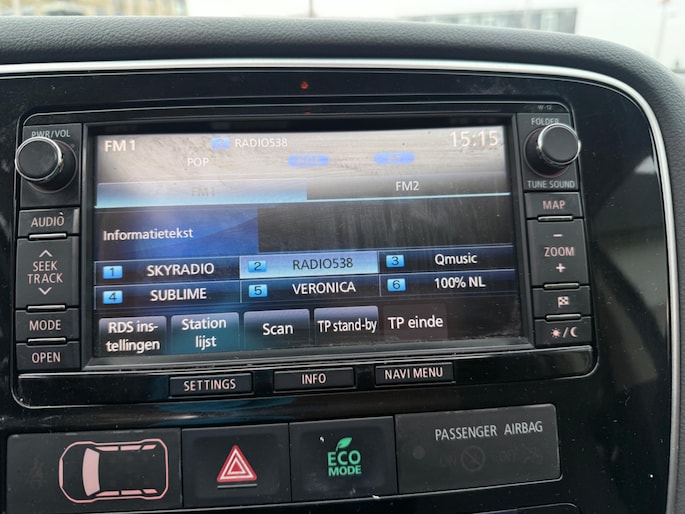 W-12
PWR/VOL
FOLDER
FM1 2 RADIO538 15:15
POP
FM1 FM2
TUNE SOUND
AUDIO
MAP
Informatietekst
SEEK
TRACK
ZOOM
1 SKYRADIO 2 RADIO538 3 Qmusic
4 SUBLIME 5 VERONICA 6 100% NL
MODE
RDS ins-
tellingen
Station
lijst
Scan
TP stand-by
TP einde
OPEN
SETTINGS INFO NAVI MENU
ECO
MODE
PASSENGER AIRBAG